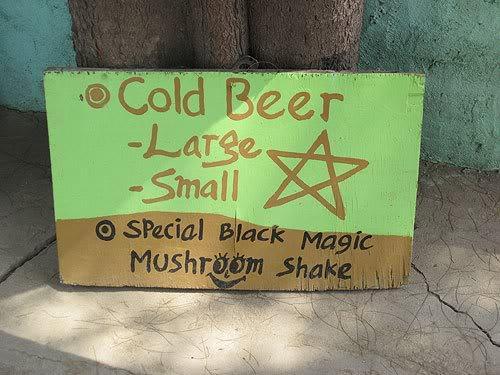 Cold Beer
-Large
-Small
Special Black Magic
Mushroom Shake